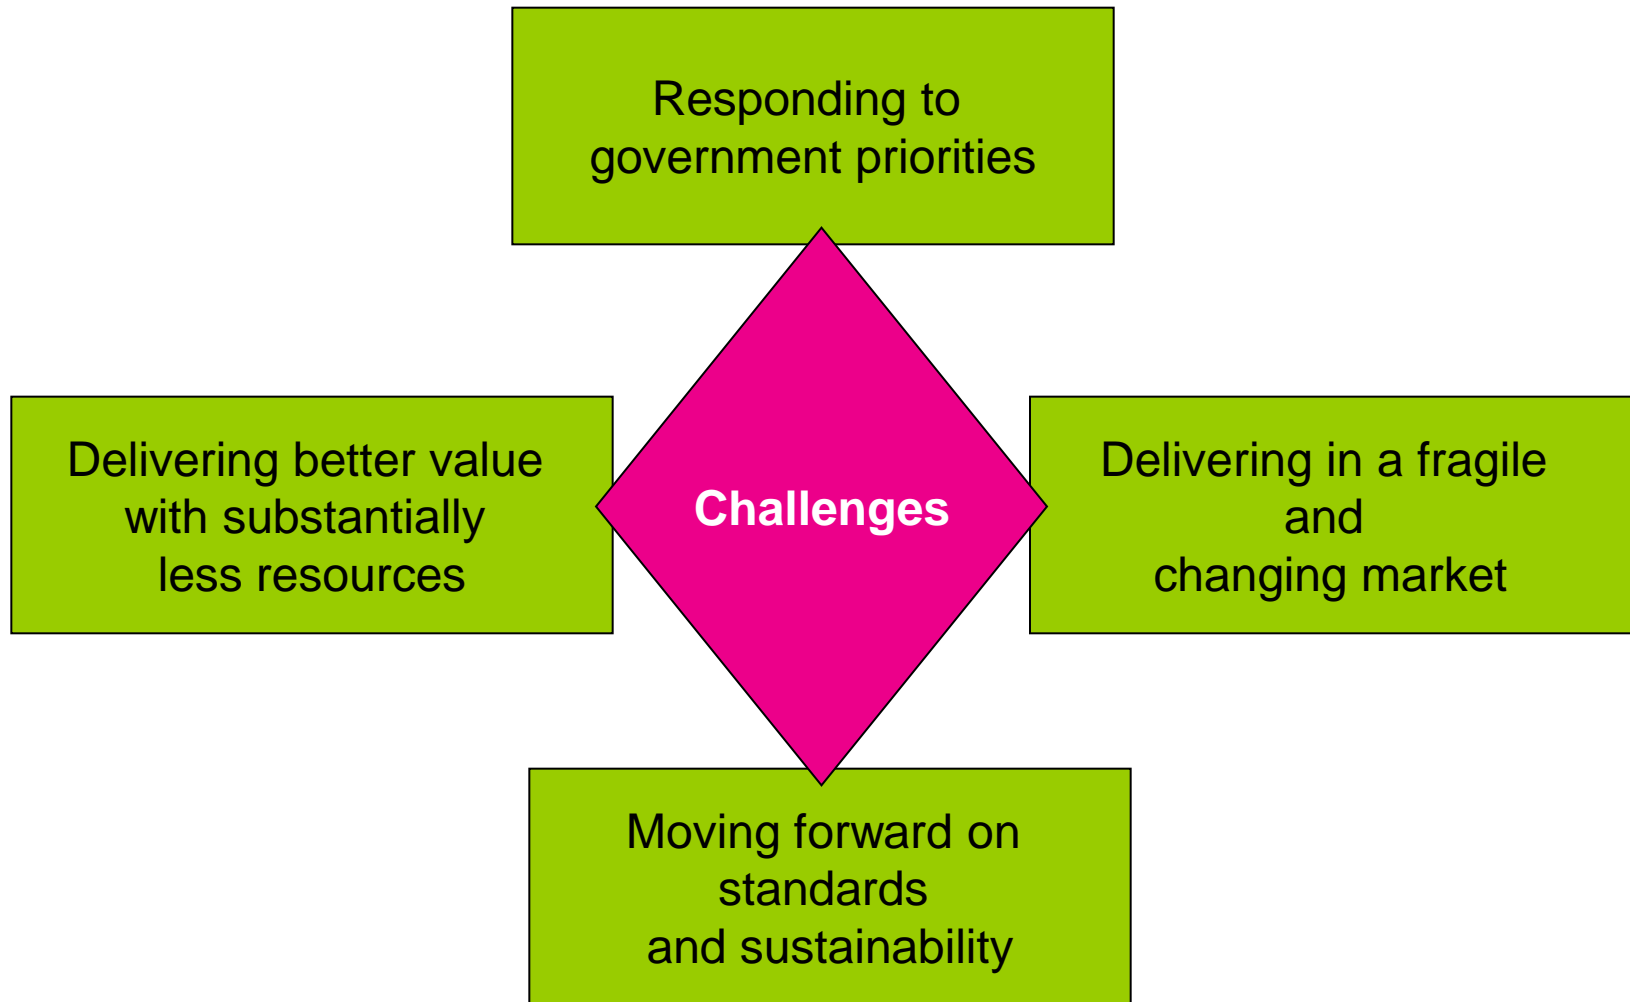 Responding to
government priorities
Delivering better value
with substantially
less resources
Challenges
Delivering in a fragile
and
changing market
Moving forward on
standards
and sustainability